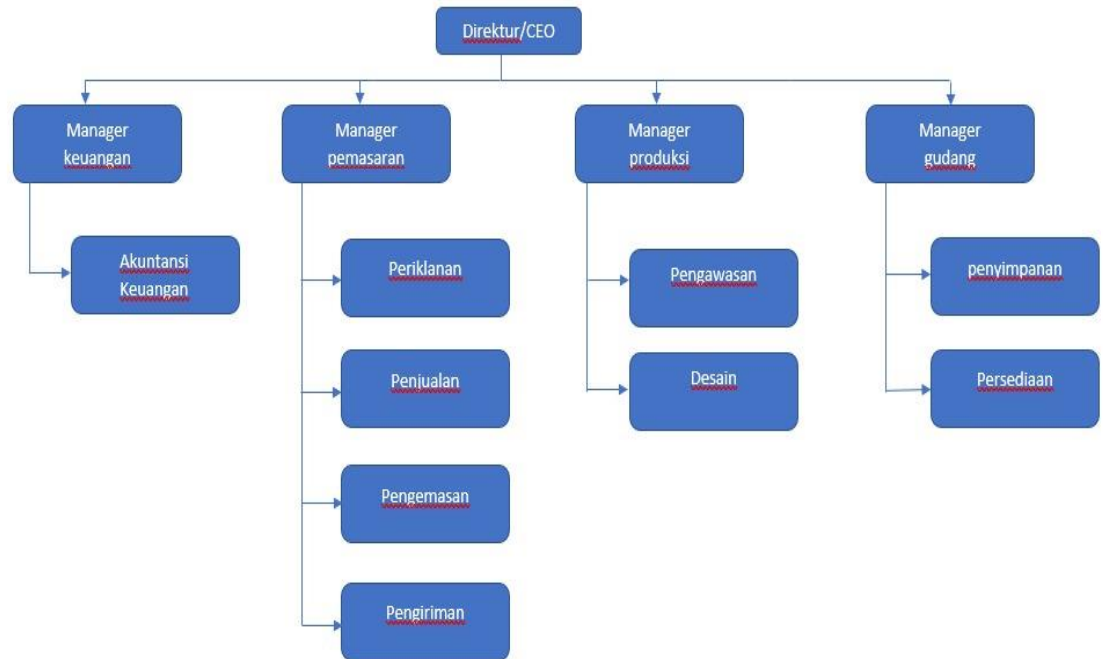 Direktur/CEO
Manager
keuangan
Manager
pemasaran
Manager
produksi
Manager
gudang
Akuntansi
Keuangan
Periklanan
Pengawasan
penyimpanan
Penjualan
Desain
Persediaan
Pengemasan
Pengiriman